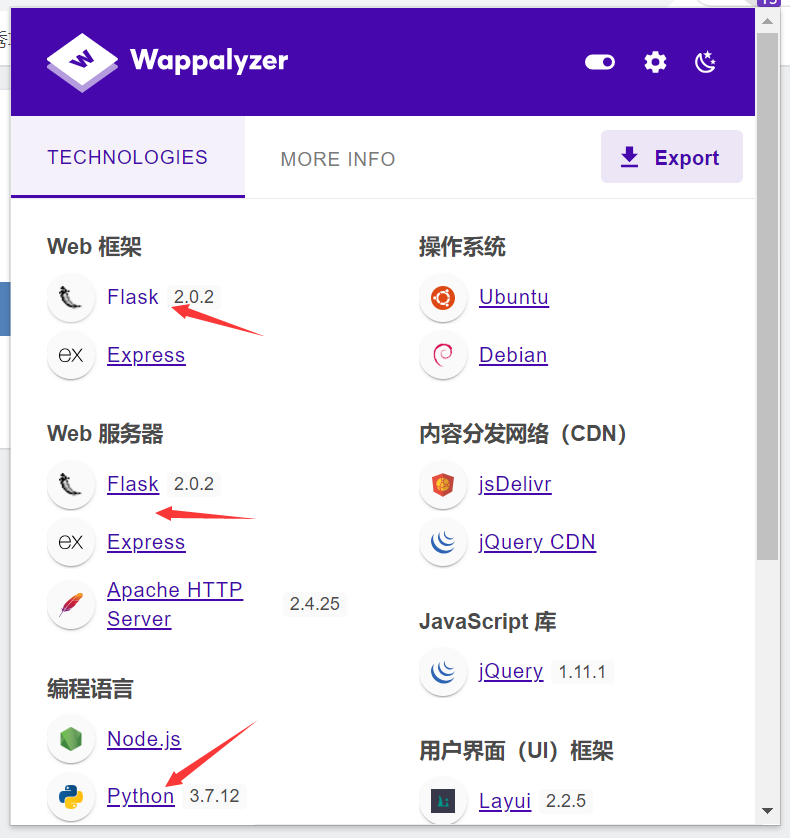 Wappalyzer
TECHNOLOGIES
MORE INFO
Export
Web 框架
Flask 2.0.2
ex Express
Web 服务器
Flask 2.0.2
ex Express
Apache HTTP
Server 2.4.25
编程语言
Node.js
Python 3.7.12
操作系统
Ubuntu
Debian
内容分发网络（CDN）
jsDelivr
jQuery CDN
JavaScript 库
jQuery 1.11.1
用户界面（UI）框架
Layui 2.2.5